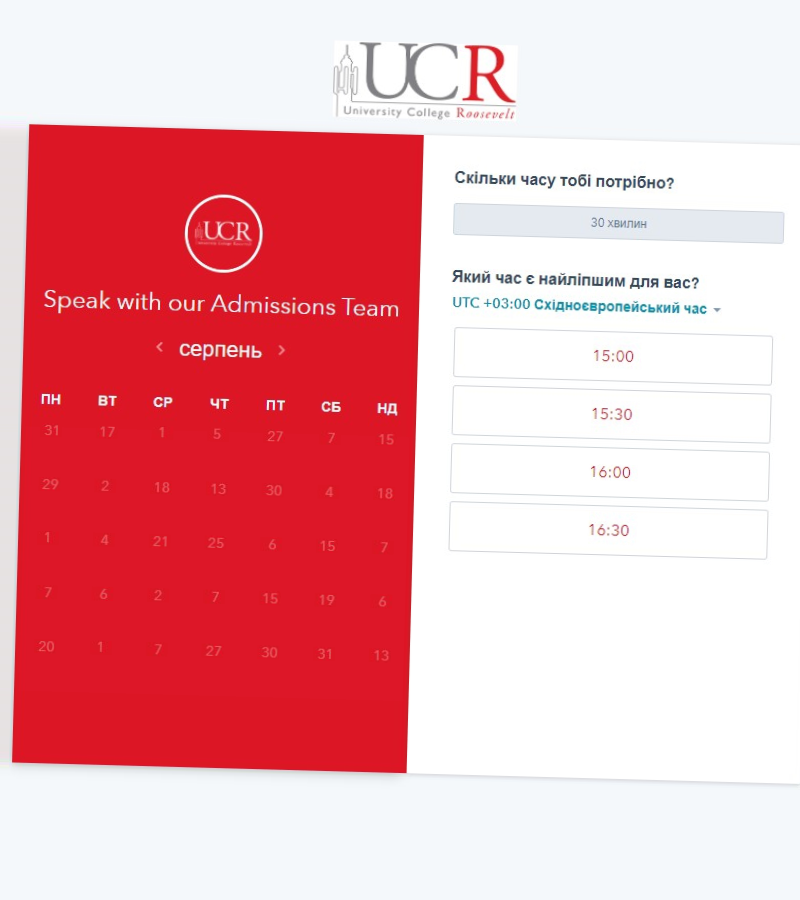 UCR
University College Roosevelt
UCR
University College Roosevelt
Speak with our Admissions Team
серпень
ПН ВТ СР ЧТ ПТ СБ НД
31 17 1 5 27 7 15
29 2 18 13 30 4 18
1 4 21 25 6 15 7
7 6 2 7 15 19 6
20 1 7 27 30 31 13
Скільки часу тобі потрібно?
30 хвилин
Який час є найліпшим для вас?
UTC +03:00 Східноєвропейський час
15:00
15:30
16:00
16:30